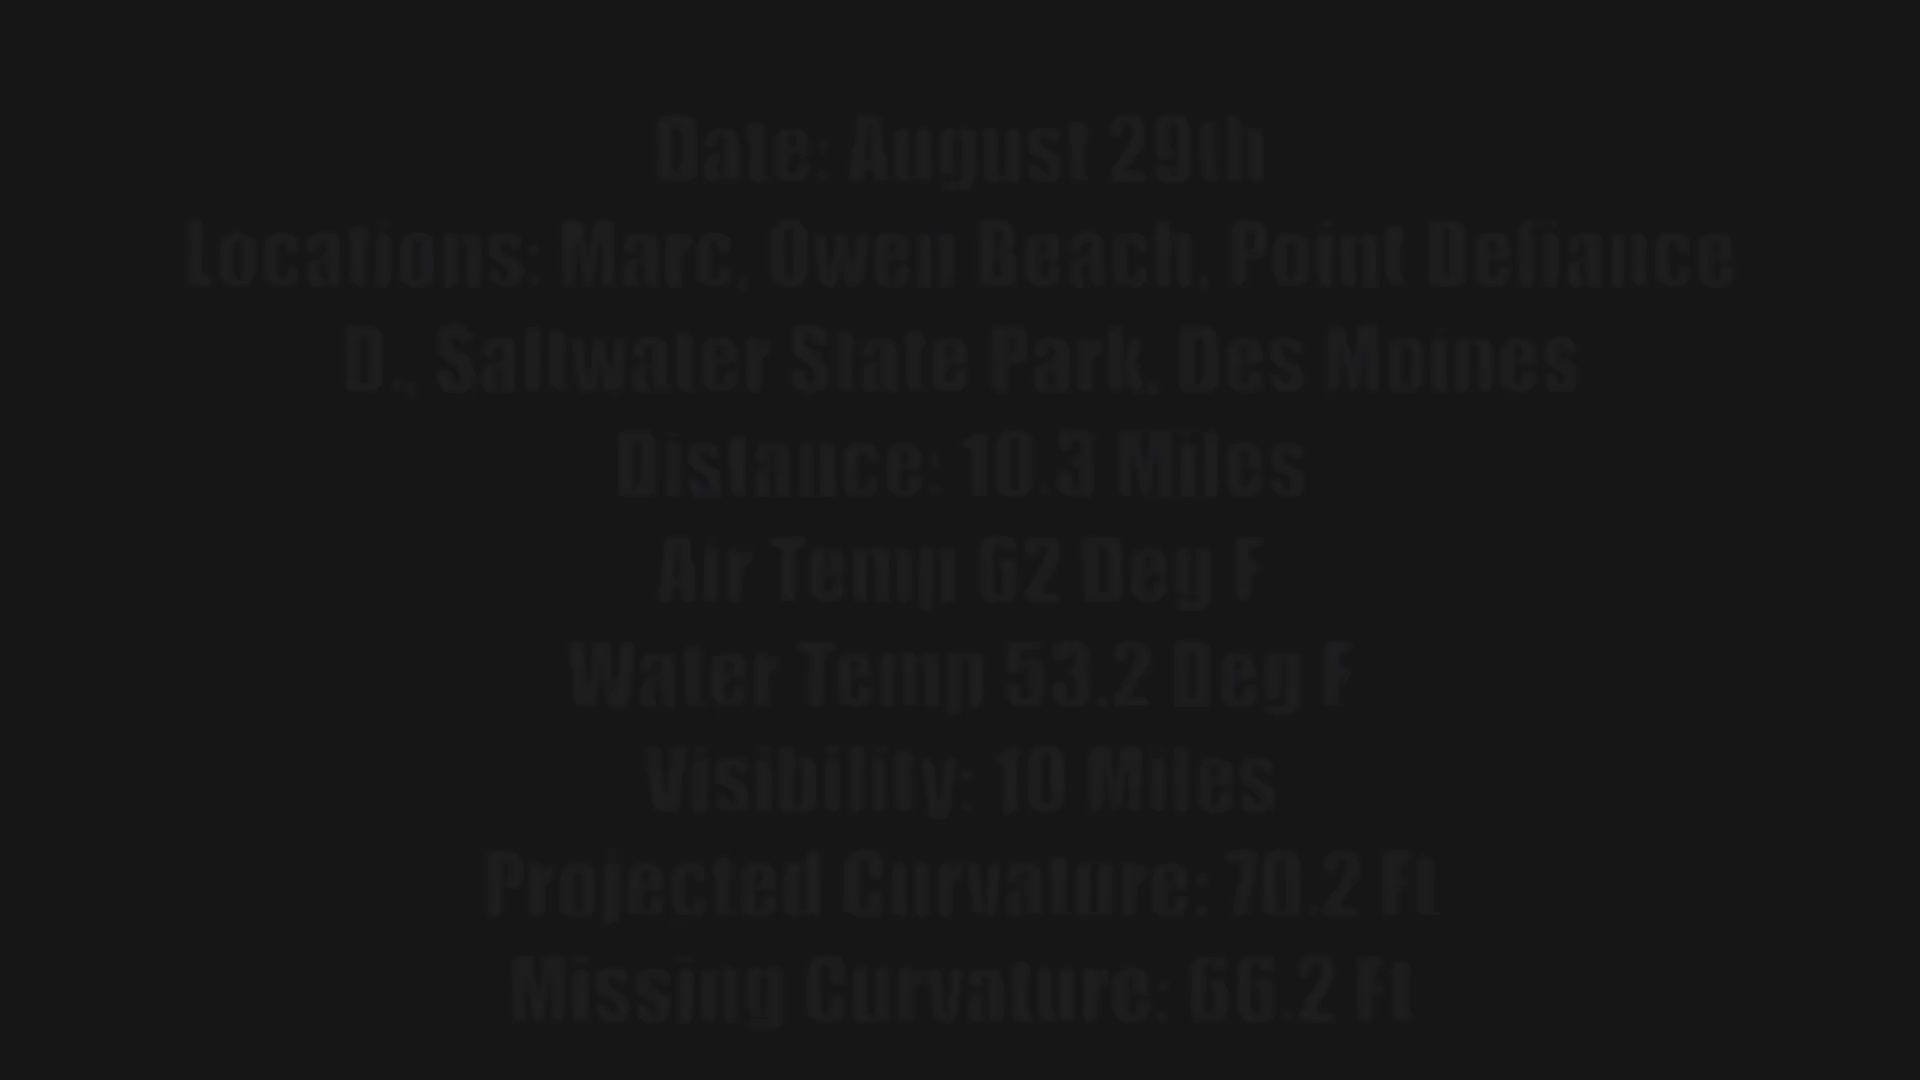 Date: August 29th
Locations: Marc, Owen Beach, Point Defiance
D., Saltwater State Park, Des Moines
Distance: 10.3 Miles
Air Temp 62 Deg F
Water Temp 53.2 Deg F
Visibility: 10 Miles
Projected Curvature: 70.2 Ft
Missing Curvature: 66.2 Ft